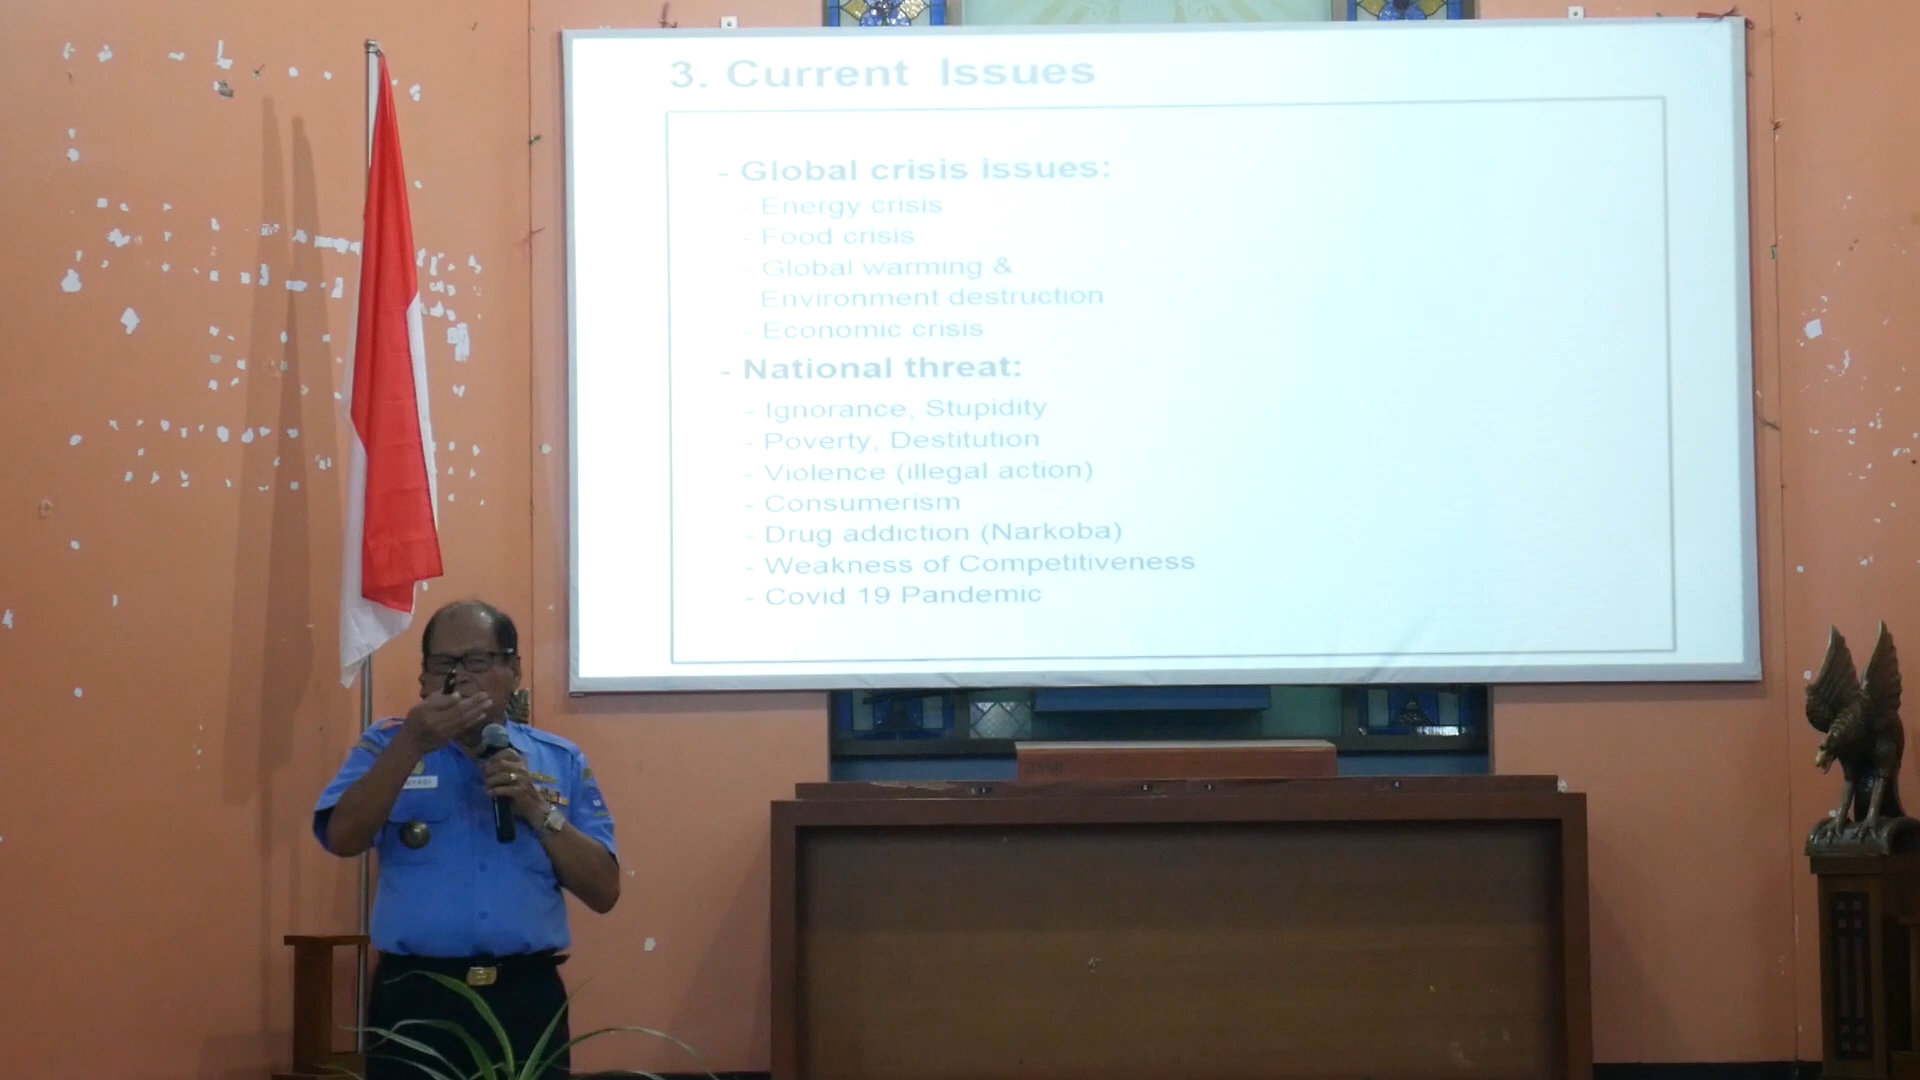 3. Current Issues
- Global crisis issues:
- Energy crisis
- Food crisis
- Global warming &
Environment destruction
- Economic crisis
- National threat:
- Ignorance, Stupidity
- Poverty, Destitution
- Violence (illegal action)
- Consumerism
- Drug addiction (Narkoba)
- Weakness of Competitiveness
- Covid 19 Pandemic